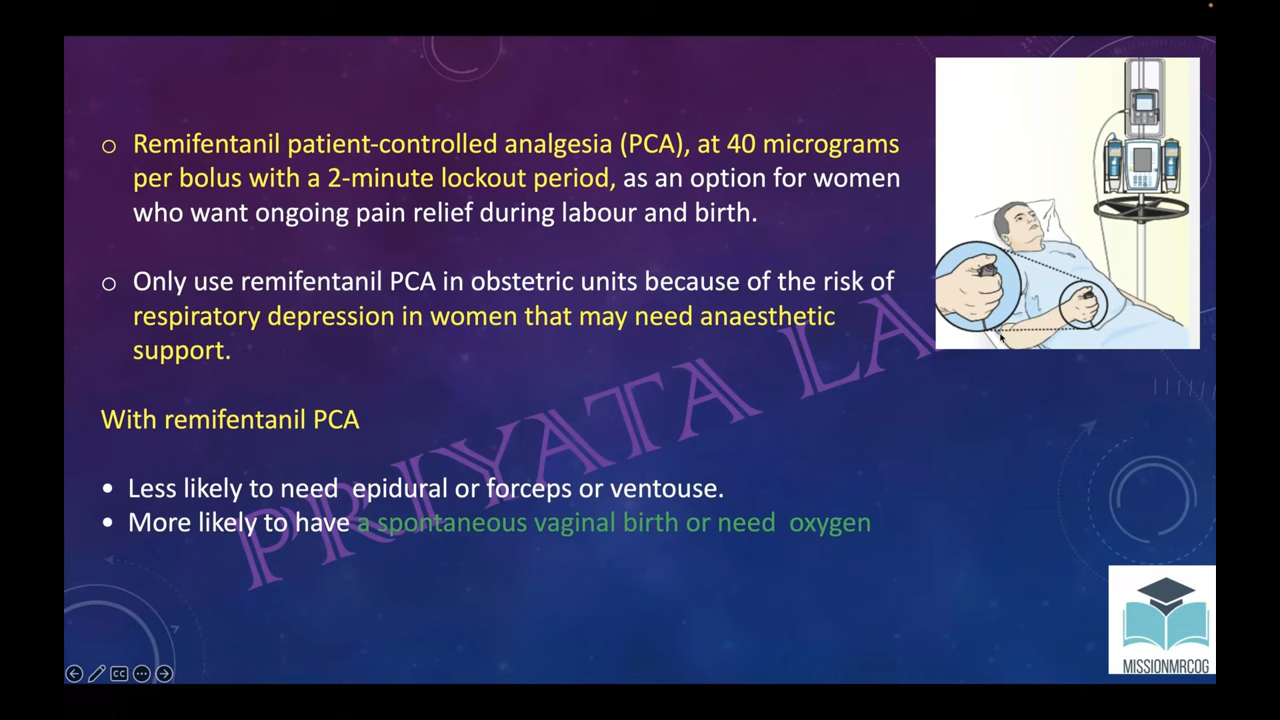 Remifentanil patient-controlled analgesia (PCA), at 40 micrograms
per bolus with a 2-minute lockout period, as an option for women
who want ongoing pain relief during labour and birth.
Only use remifentanil PCA in obstetric units because of the risk of
respiratory depression in women that may need anaesthetic
support.
With remifentanil PCA
• Less likely to need epidural or forceps or ventouse.
• More likely to have a spontaneous vaginal birth or need oxygen
PRIYATA LA
CC
MISSIONMRCOG